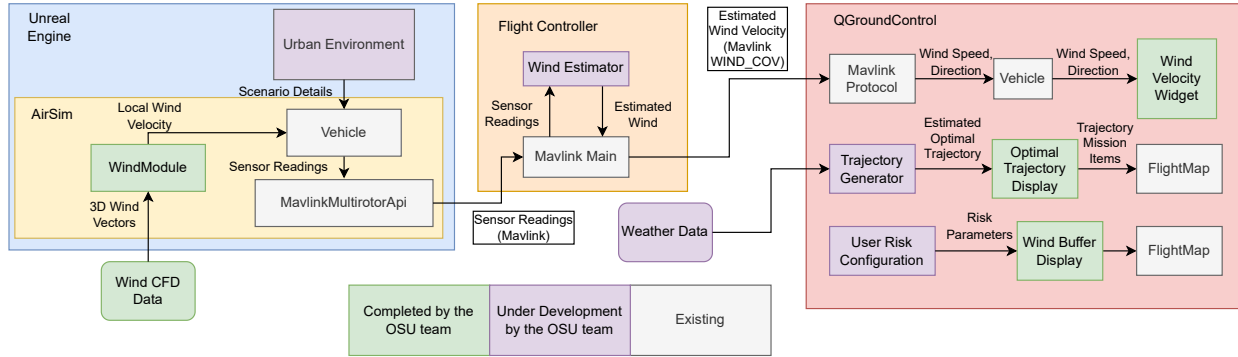 Unreal
Engine
Urban Environment
Scenario Details
AirSim
Local Wind
Velocity
Vehicle
WindModule
Sensor Readings
3D Wind
Vectors
MavlinkMultirotorApi
Wind CFD
Data
Flight Controller
Wind Estimator
Sensor
Readings
Estimated
Wind
Mavlink Main
Sensor Readings
(Mavlink)
Estimated
Wind Velocity
(Mavlink
WIND_COV)
Weather Data
QGroundControl
Mavlink
Protocol
Wind Speed,
Direction
Vehicle
Wind Speed,
Direction
Wind
Velocity
Widget
Trajectory
Generator
Estimated
Optimal
Trajectory
Optimal
Trajectory
Display
Trajectory
Mission
Items
FlightMap
User Risk
Configuration
Risk
Parameters
Wind Buffer
Display
FlightMap
Completed by the
OSU team
Under Development
by the OSU team
Existing